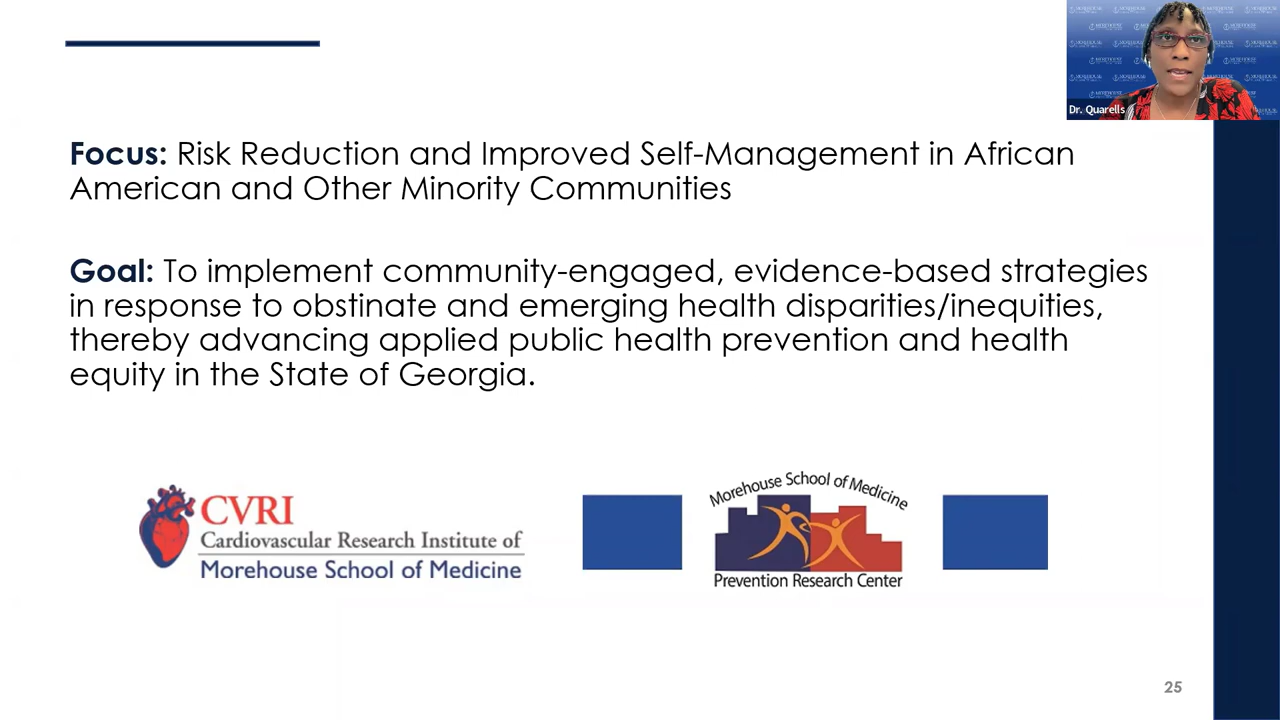 Dr. Quarells
Focus: Risk Reduction and Improved Self-Management in African
American and Other Minority Communities
Goal: To implement community-engaged, evidence-based strategies
in response to obstinate and emerging health disparities/inequities,
thereby advancing applied public health prevention and health
equity in the State of Georgia.
CVRI
Cardiovascular Research Institute of
Morehouse School of Medicine
Morehouse School of Medicine
Prevention Research Center
25